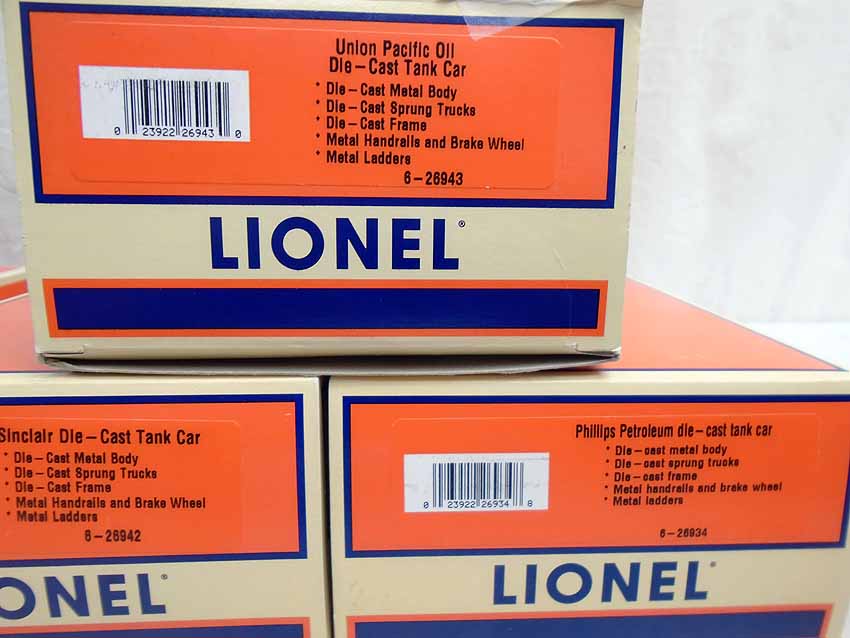 Union Pacific Oil
Die-Cast Tank Car
* Die-Cast Metal Body
* Die-Cast Sprung Trucks
* Die-Cast Frame
* Metal Handrails and Brake Wheel
* Metal Ladders
6-26943
0 23922 26943 0
LIONEL®
Sinclair Die-Cast Tank Car
* Die-Cast Metal Body
* Die-Cast Sprung Trucks
* Die-Cast Frame
* Metal Handrails and Brake Wheel
* Metal Ladders
6-26942
ONEL®
Phillips Petroleum die-cast tank car
* Die-cast metal body
* Die-cast sprung trucks
* Die-cast frame
* Metal handrails and brake wheel
* Metal ladders
6-26934
0 23922 26934 8
LIONEL®